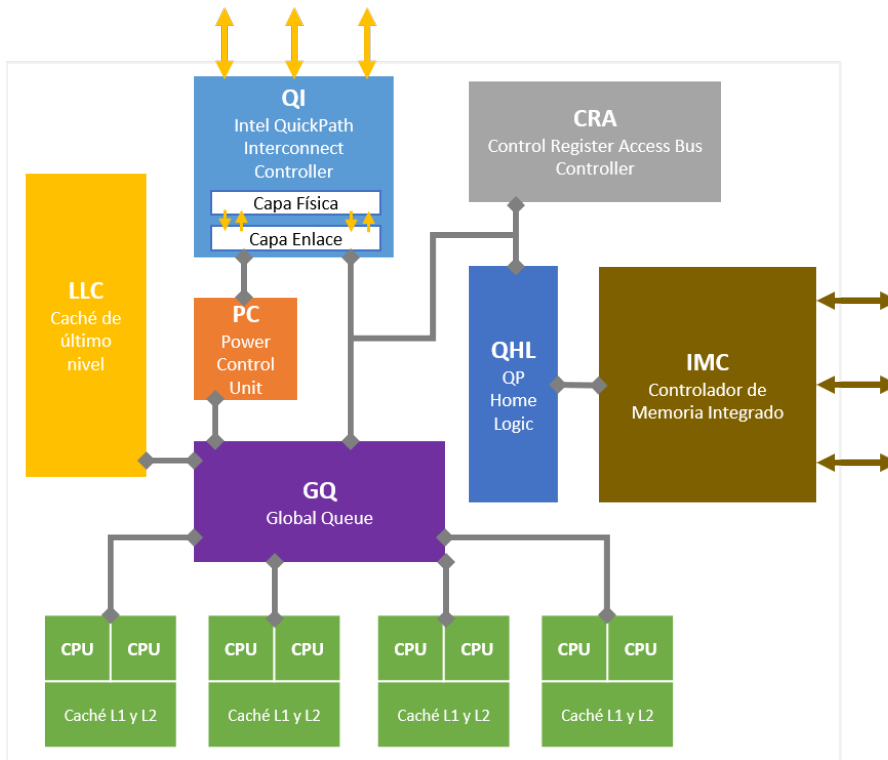 QI
Intel QuickPath
Interconnect
Controller
Capa Física
Capa Enlace
CRA
Control Register Access Bus
Controller
LLC
Caché de
último
nivel
PC
Power
Control
Unit
QHL
QP
Home
Logic
IMC
Controlador de
Memoria Integrado
GQ
Global Queue
CPU CPU
Caché L1 y L2
CPU CPU
Caché L1 y L2
CPU CPU
Caché L1 y L2
CPU CPU
Caché L1 y L2